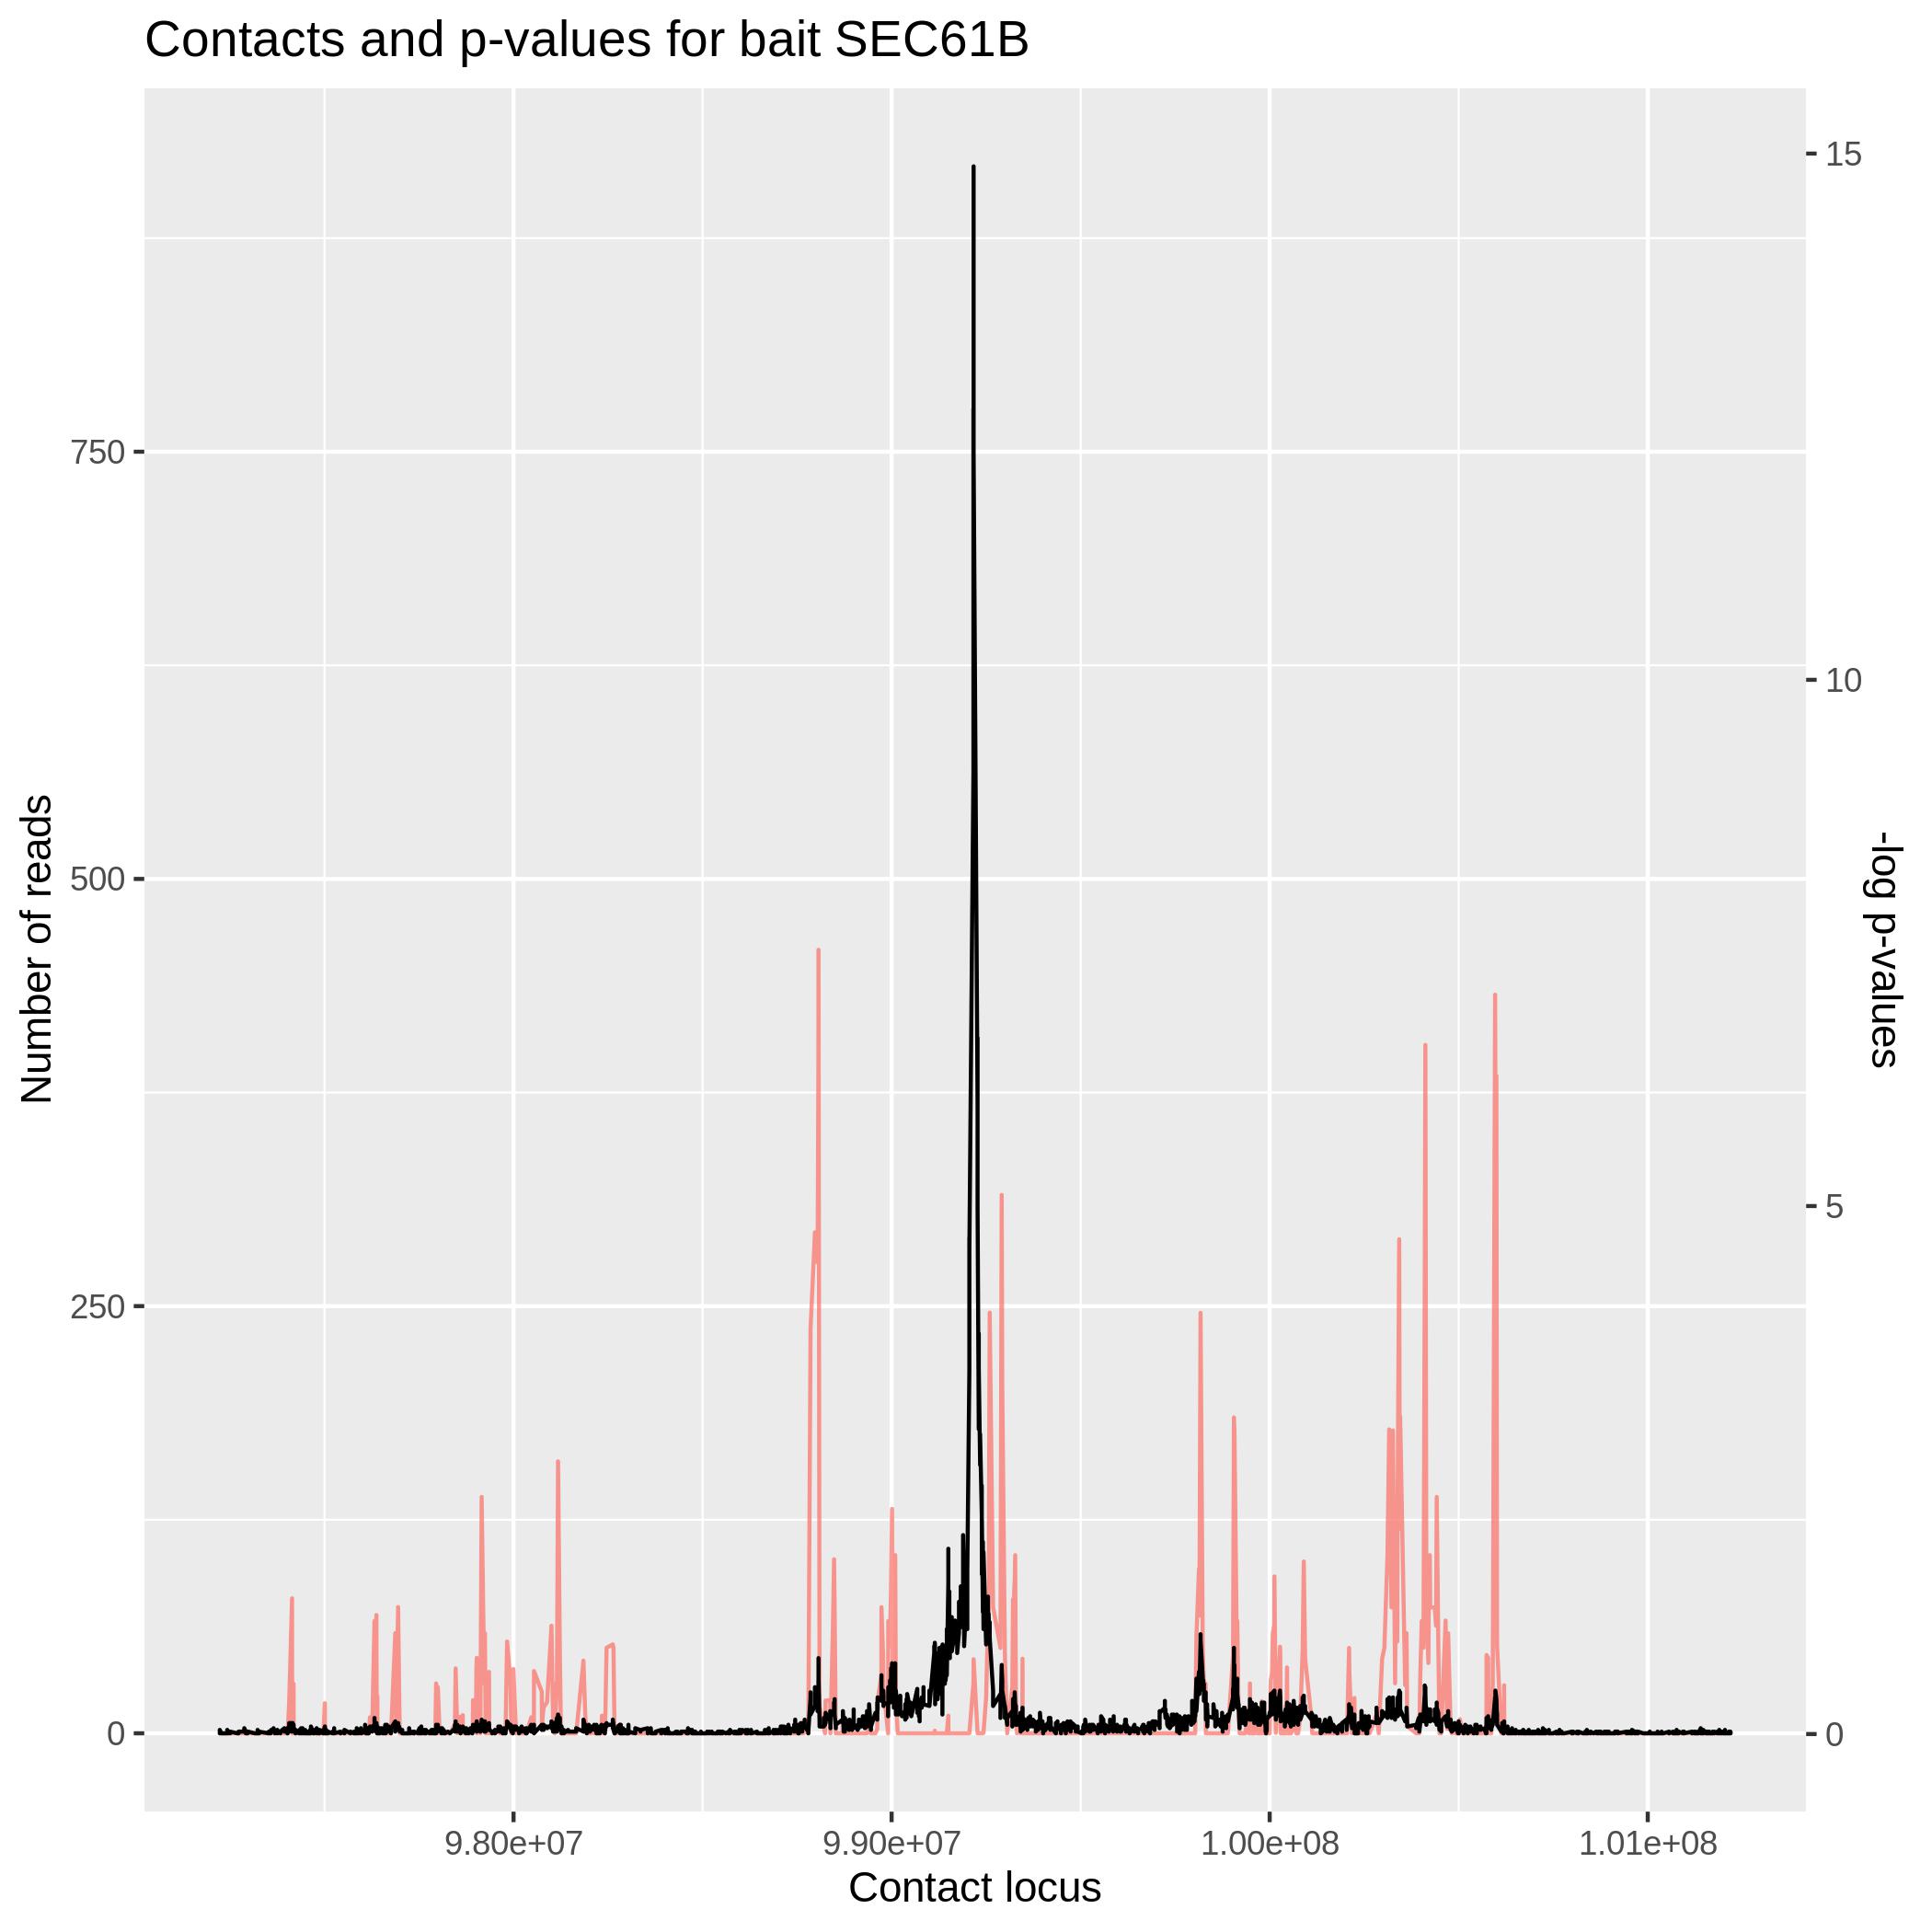 Contacts and p-values for bait SEC61B
15
10
5
0
-log p-values
750
500
250
0
Number of reads
9.80e+07 9.90e+07 1.00e+08 1.01e+08
Contact locus